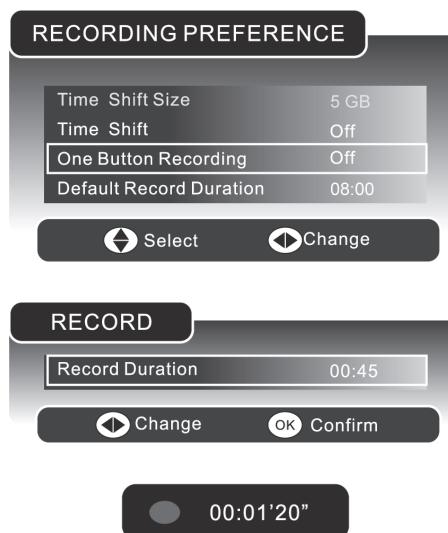 RECORDING PREFERENCE
Time Shift Size 5 GB
Time Shift Off
One Button Recording Off
Default Record Duration 08:00
Select Change
RECORD
Record Duration 00:45
Change OK Confirm
00:01’20”